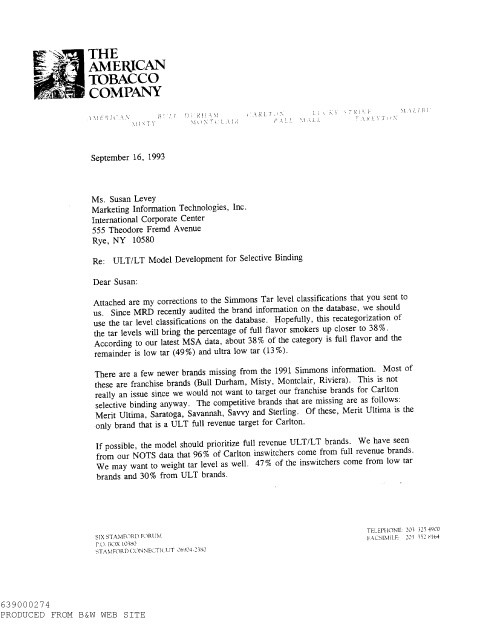 THE
AMERICAN
TOBACCO
COMPANY
AMERICAN BULL DURHAM CARLTON LUCKY STRIKE MALIBU
MISTY MONTCLAIR PALL MALL TAREYTON
September 16, 1993
Ms. Susan Levey
Marketing Information Technologies, Inc.
International Corporate Center
555 Theodore Fremd Avenue
Rye, NY 10580
Re: ULT/LT Model Development for Selective Binding
Dear Susan:
Attached are my corrections to the Simmons Tar level classifications that you sent to
us. Since MRD recently audited the brand information on the database, we should
use the tar level classifications on the database. Hopefully, this recategorization of
the tar levels will bring the percentage of full flavor smokers up closer to 38%.
According to our latest MSA data, about 38% of the category is full flavor and the
remainder is low tar (49%) and ultra low tar (13%).
There are a few newer brands missing from the 1991 Simmons information. Most of
these are franchise brands (Bull Durham, Misty, Montclair, Riviera). This is not
really an issue since we would not want to target our franchise brands for Carlton
selective binding anyway. The competitive brands that are missing are as follows:
Merit Ultima, Saratoga, Savannah, Savvy and Sterling. Of these, Merit Ultima is the
only brand that is a ULT full revenue target for Carlton.
If possible, the model should prioritize full revenue ULT/LT brands. We have seen
from our NOTS data that 96% of Carlton inswitchers come from full revenue brands.
We may want to weight tar level as well. 47% of the inswitchers come from low tar
brands and 30% from ULT brands.
SIX STAMFORD FORUM
P.O. BOX 10380
STAMFORD CONNECTICUT 06904-2380
TELEPHONE: 203 325 4900
FACSIMILE: 203 352 8164
639000274
PRODUCED FROM B&W WEB SITE